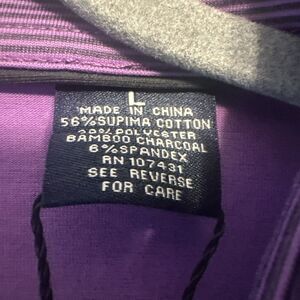 L
MADE IN CHINA
56%SUPIMA COTTON
POLYESTER
BAMBOO CHARCOAL
6%SPANDEX
RN 107431
SEE REVERSE
FOR CARE